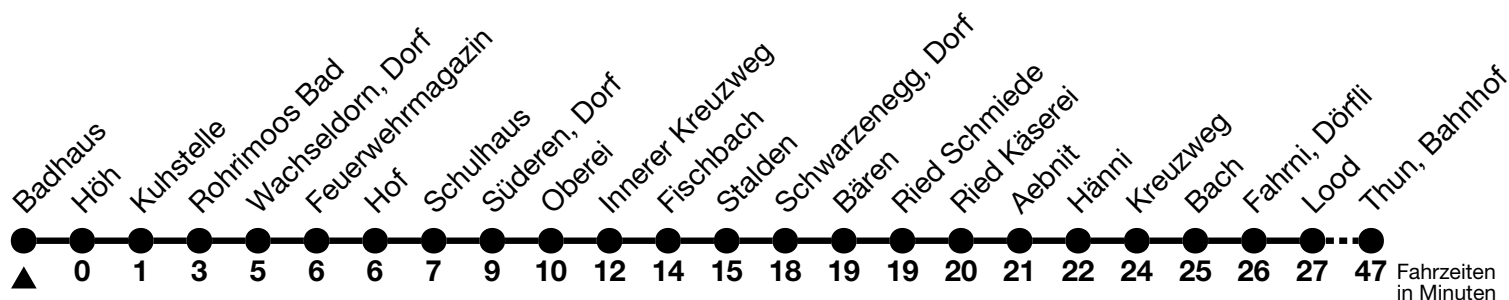 Badhaus
Höh
Kuhstelle
Rohrimoos Bad
Wachseldorn, Dorf
Feuerwehrmagazin
Hof
Schulhaus
Süderen, Dorf
Oberei
Innerer Kreuzweg
Fischbach
Stalden
Schwarzenegg, Dorf
Bären
Ried Schmiede
Ried Käserei
Aebnit
Hänni
Kreuzweg
Bach
Fahrni, Dörfli
Lood
Thun, Bahnhof
0 1 3 5 6 6 7 9 10 12 14 15 18 19 19 20 21 22 24 25 26 27 47 Fahrzeiten
in Minuten